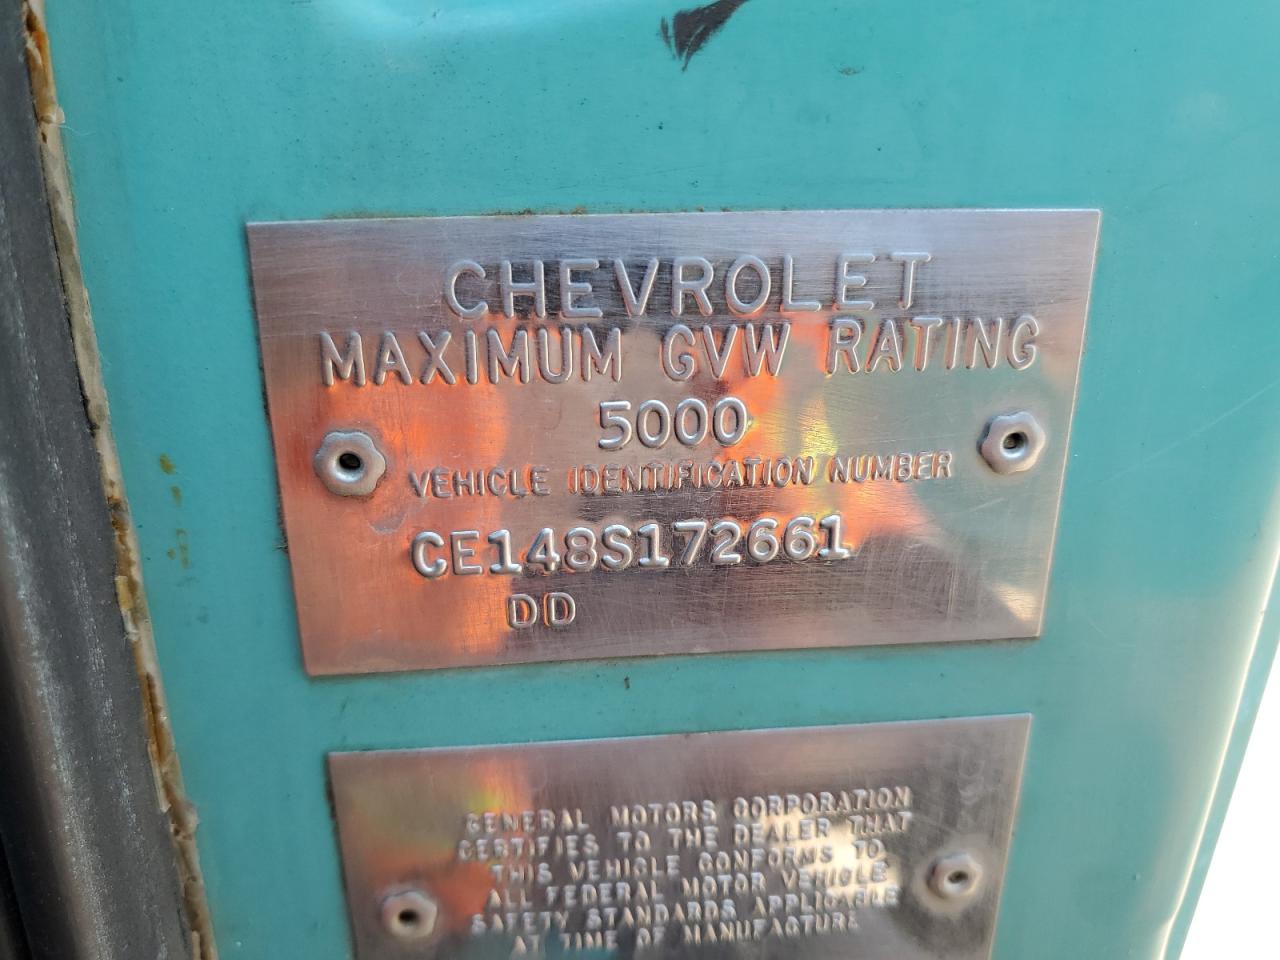 CHEVROLET
MAXIMUM GVW RATING
5000
VEHICLE IDENTIFICATION NUMBER
CE148S172661
DD
GENERAL MOTORS CORPORATION
CERTIFIES TO THE DEALER THAT
THIS VEHICLE CONFORMS TO
ALL FEDERAL MOTOR VEHICLE
SAFETY STANDARDS APPLICABLE
AT TIME OF MANUFACTURE